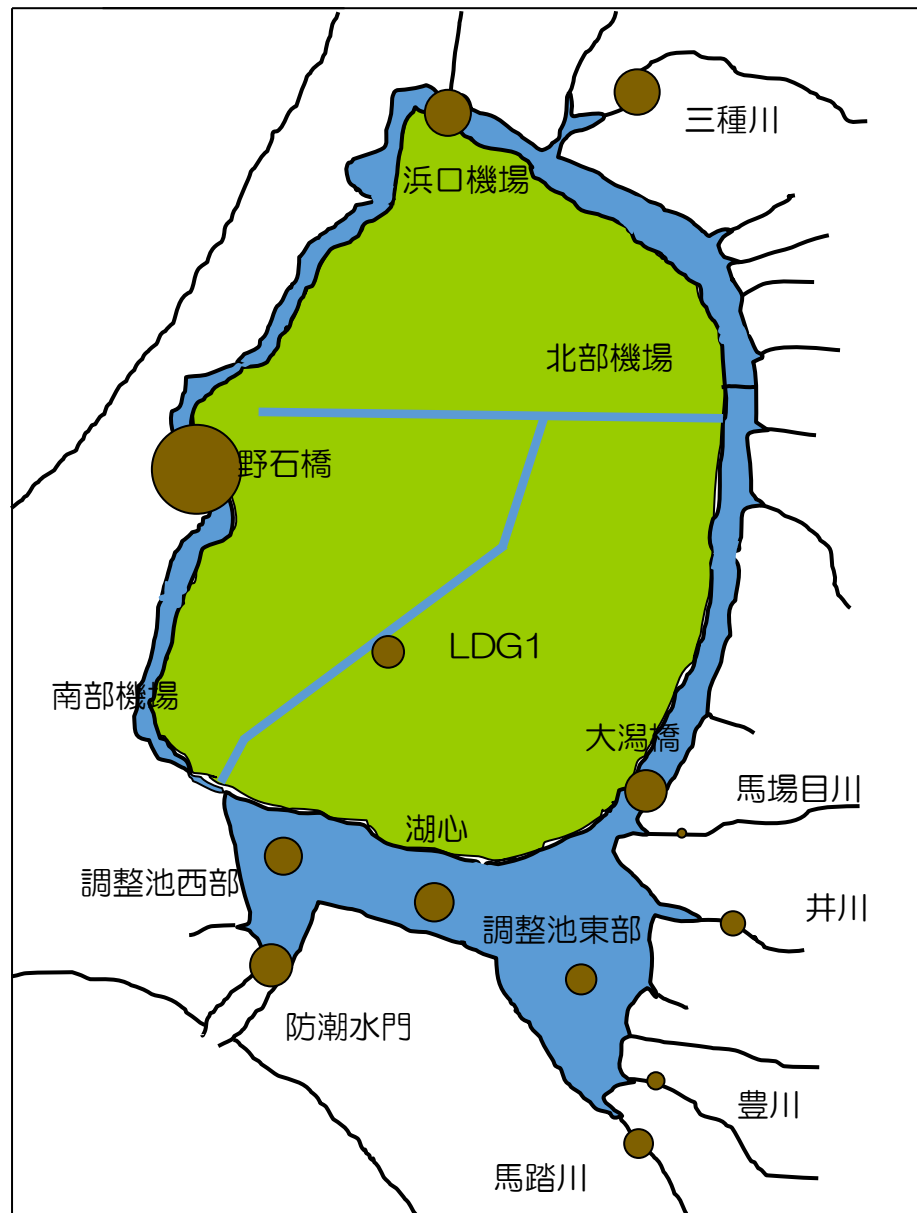 三種川
浜口機場
北部機場
野石橋
LDG1
南部機場
大潟橋
馬場目川
湖心
調整池西部
井川
調整池東部
防潮水門
豊川
馬踏川